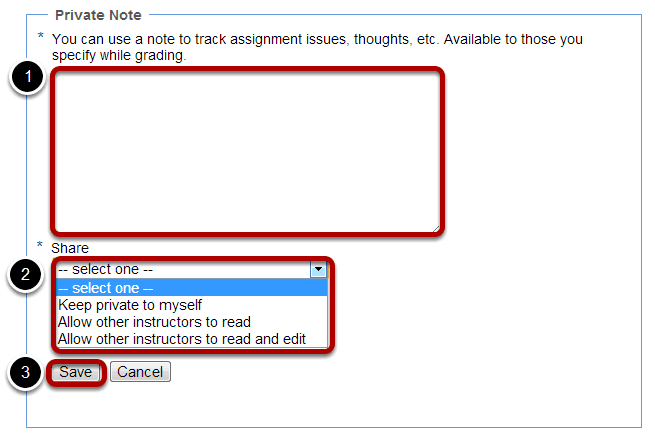 Private Note
* You can use a note to track assignment issues, thoughts, etc. Available to those you
specify while grading.
1
* Share
2
-- select one --
-- select one --
Keep private to myself
Allow other instructors to read
Allow other instructors to read and edit
3 Save Cancel